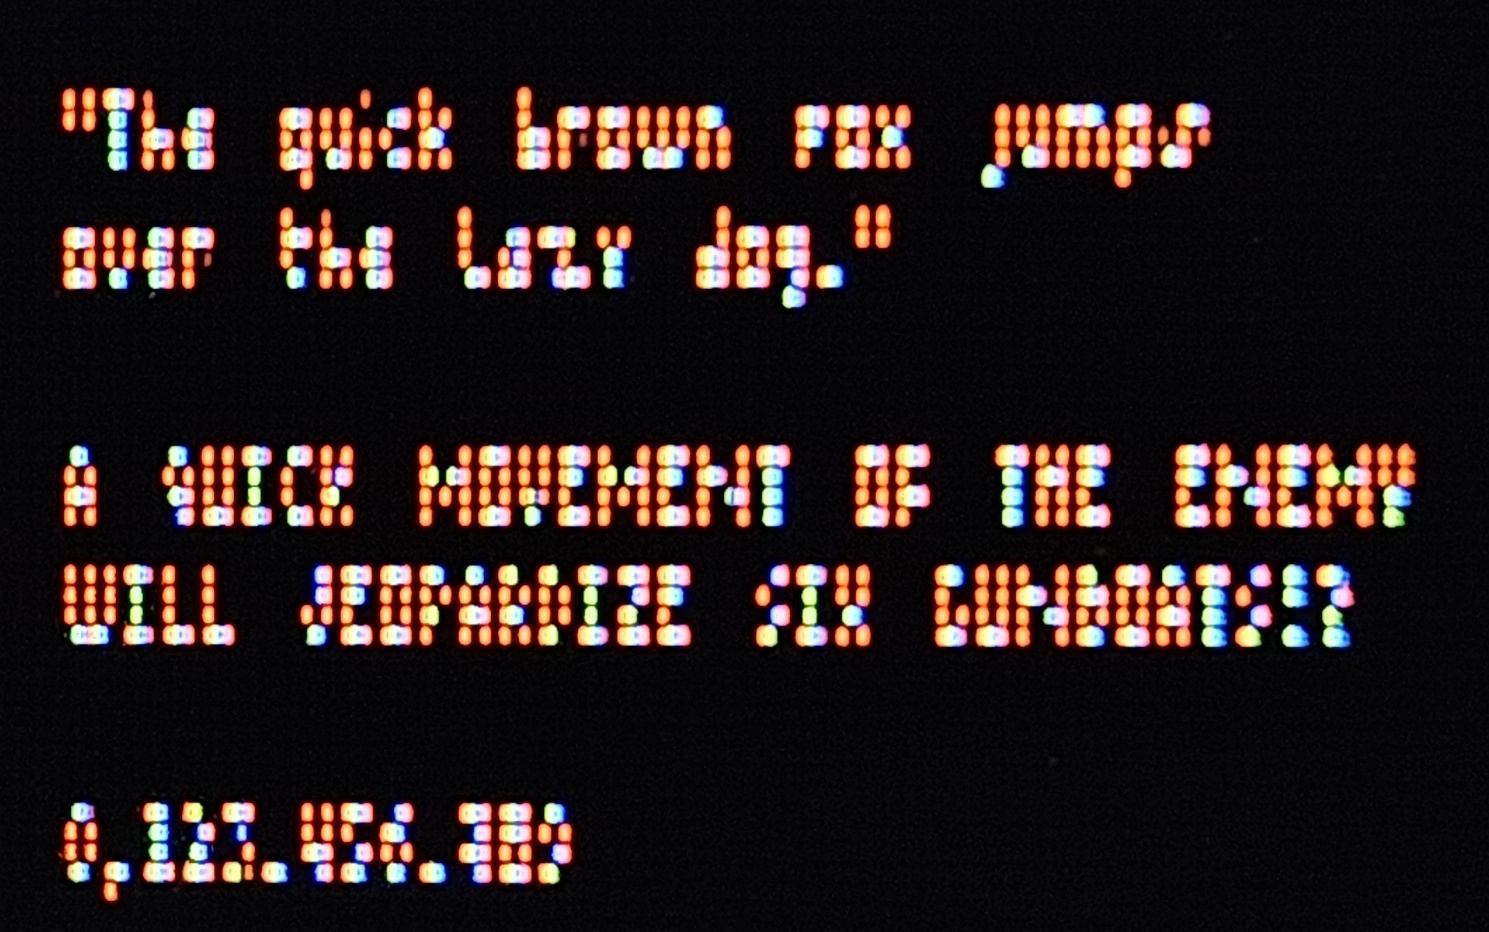 "The quick brown fox jumps
over the lazy dog."
A QUICK MOVEMENT OF THE ENEMY
WILL JEOPARDIZE SIX GUNBOATS:?
0,123.456.789